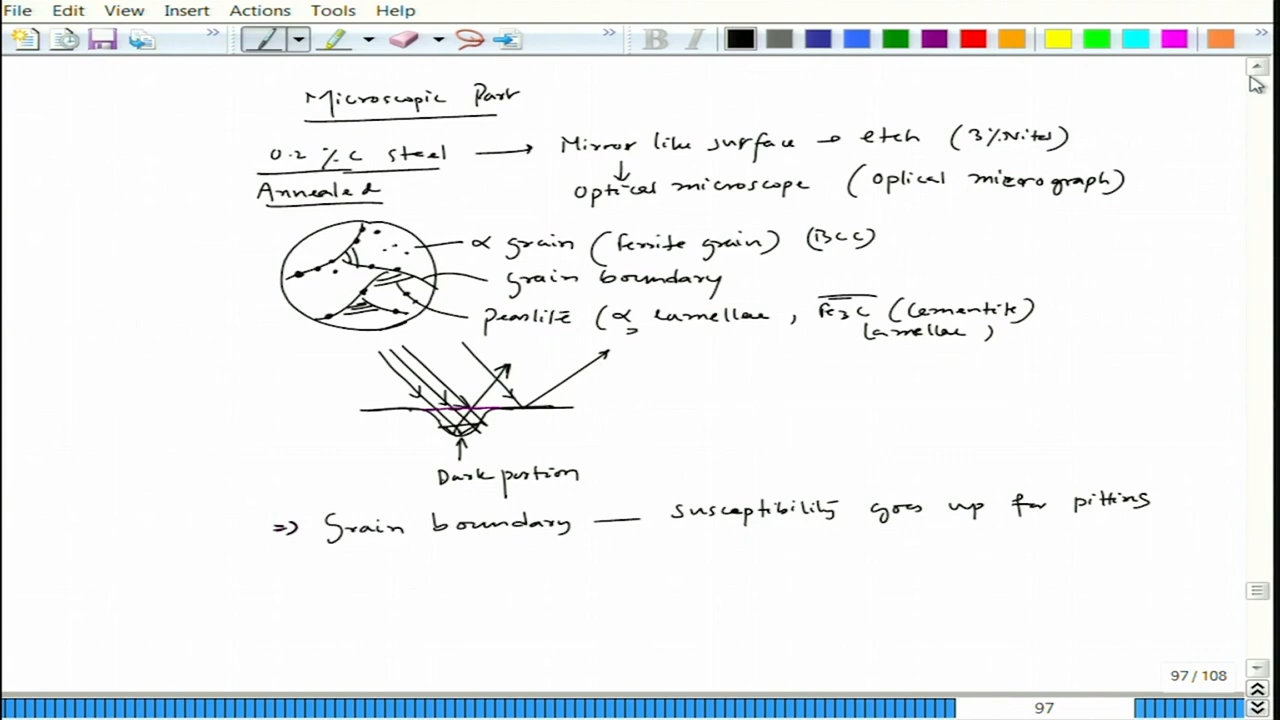 File Edit View Insert Actions Tools Help
Microscopic Part
0.2 % C steel → Mirror like surface → etch (3% Nital)
Annealed
Optical microscope (Optical micrograph)
α grain (ferrite grain) (BCC)
grain boundary
Pearlite (α lamellae, Fe3C (cementite) lamellae)
Dark portion
⇒ Grain boundary — susceptibility goes up for pitting
97 / 108
97